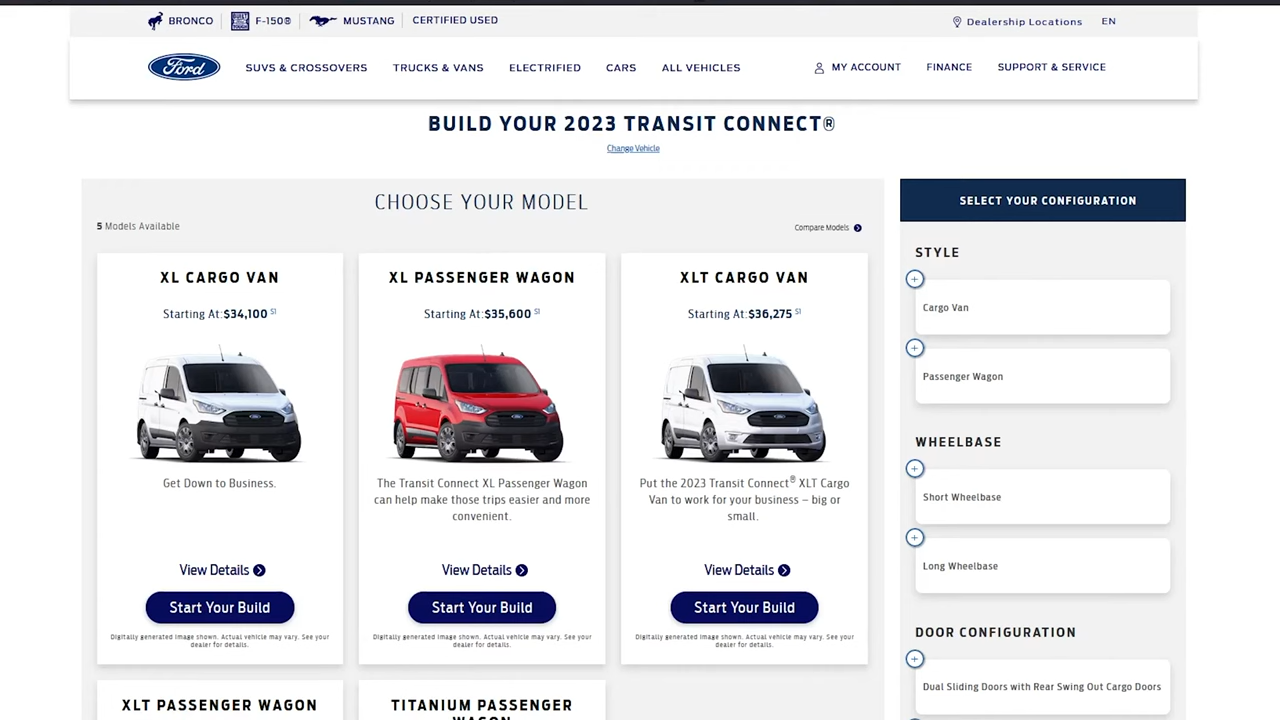 BRONCO
F-150®
MUSTANG
CERTIFIED USED
Dealership Locations
EN
Ford
SUVS & CROSSOVERS
TRUCKS & VANS
ELECTRIFIED
CARS
ALL VEHICLES
MY ACCOUNT
FINANCE
SUPPORT & SERVICE
BUILD YOUR 2023 TRANSIT CONNECT®
Change Vehicle
CHOOSE YOUR MODEL
5 Models Available
Compare Models
XL CARGO VAN
Starting At:$34,100 S1
Get Down to Business.
View Details
Start Your Build
Digitally generated image shown. Actual vehicle may vary. See your
dealer for details.
XL PASSENGER WAGON
Starting At:$35,600 S1
The Transit Connect XL Passenger Wagon
can help make those trips easier and more
convenient.
View Details
Start Your Build
Digitally generated image shown. Actual vehicle may vary. See your
dealer for details.
XLT CARGO VAN
Starting At:$36,275 S1
Put the 2023 Transit Connect® XLT Cargo
Van to work for your business – big or
small.
View Details
Start Your Build
Digitally generated image shown. Actual vehicle may vary. See your
dealer for details.
XLT PASSENGER WAGON
TITANIUM PASSENGER
WAGON
SELECT YOUR CONFIGURATION
STYLE
Cargo Van
Passenger Wagon
WHEELBASE
Short Wheelbase
Long Wheelbase
DOOR CONFIGURATION
Dual Sliding Doors with Rear Swing Out Cargo Doors